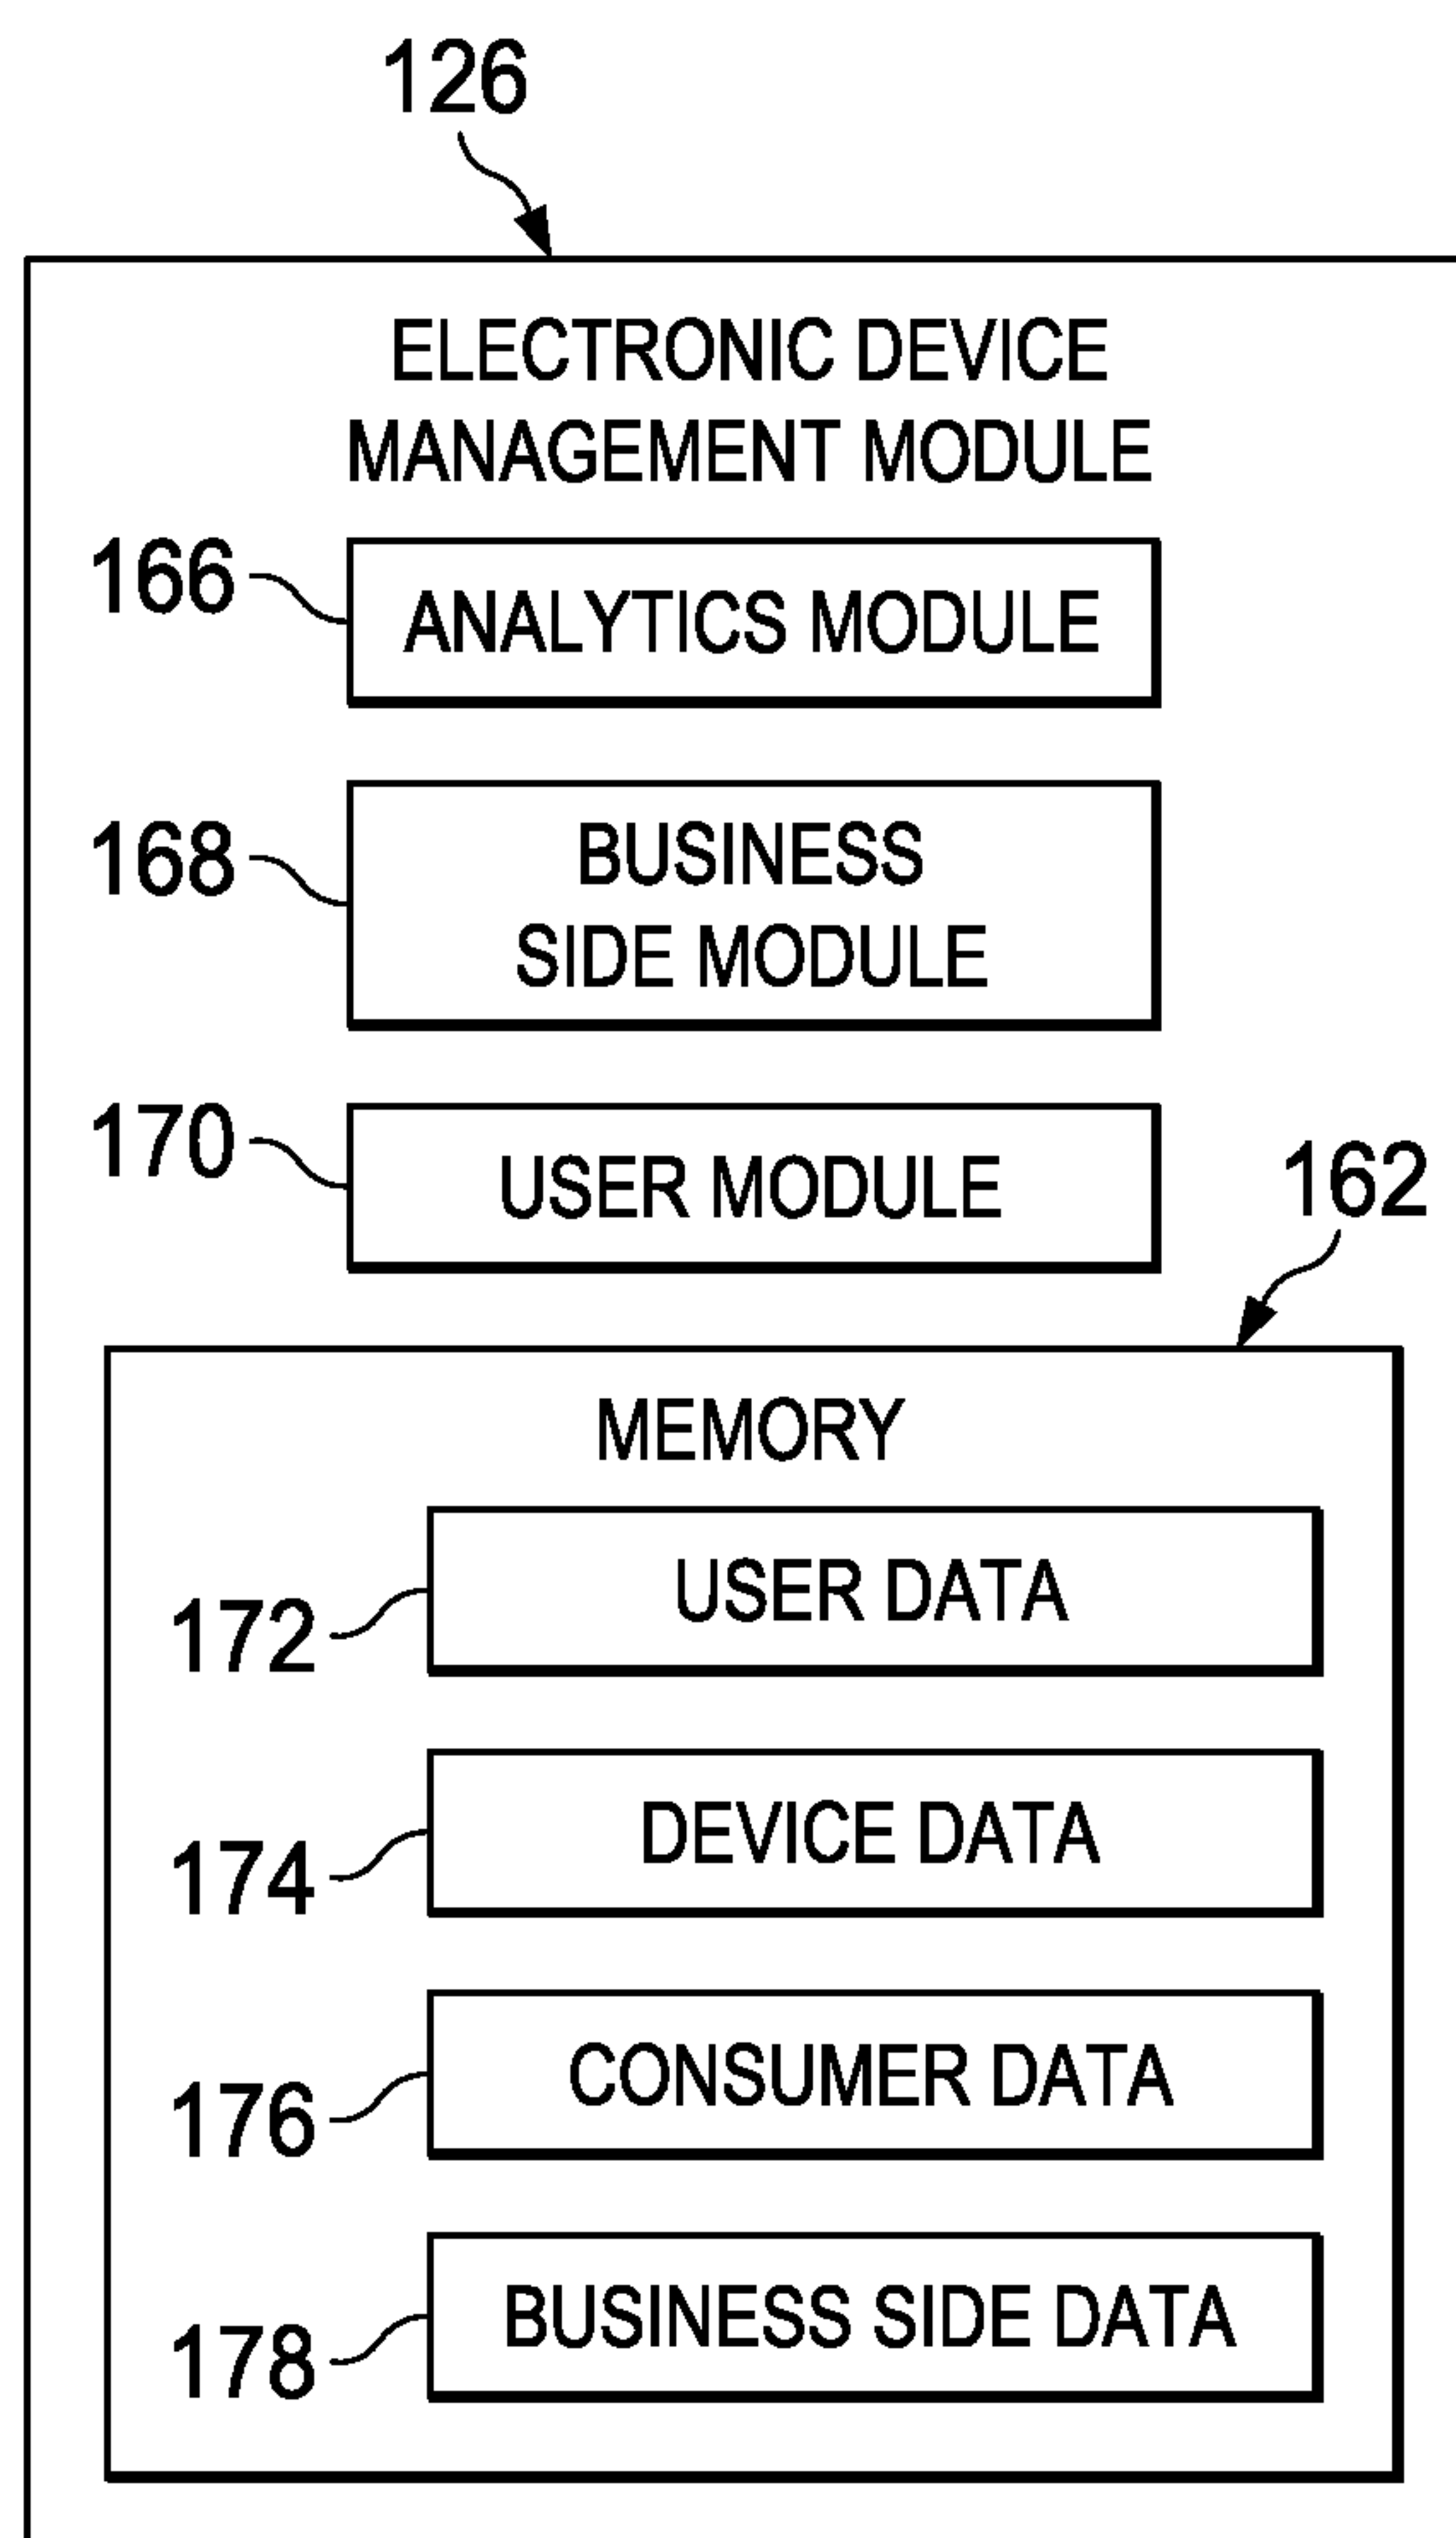 126
ELECTRONIC DEVICE
MANAGEMENT MODULE
166
ANALYTICS MODULE
168
BUSINESS
SIDE MODULE
170
USER MODULE
162
MEMORY
172
USER DATA
174
DEVICE DATA
176
CONSUMER DATA
178
BUSINESS SIDE DATA